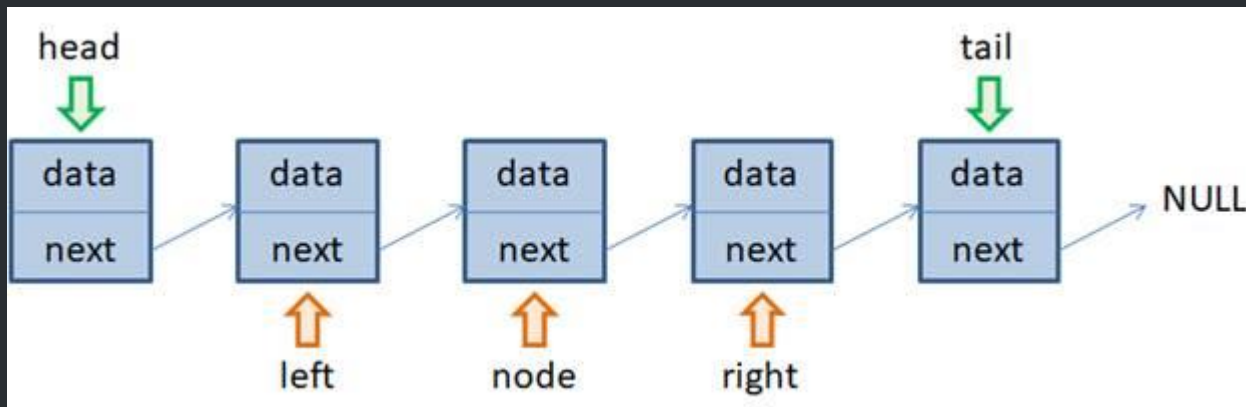 head tail
data data data data data
NULL
next next next next next
left node right